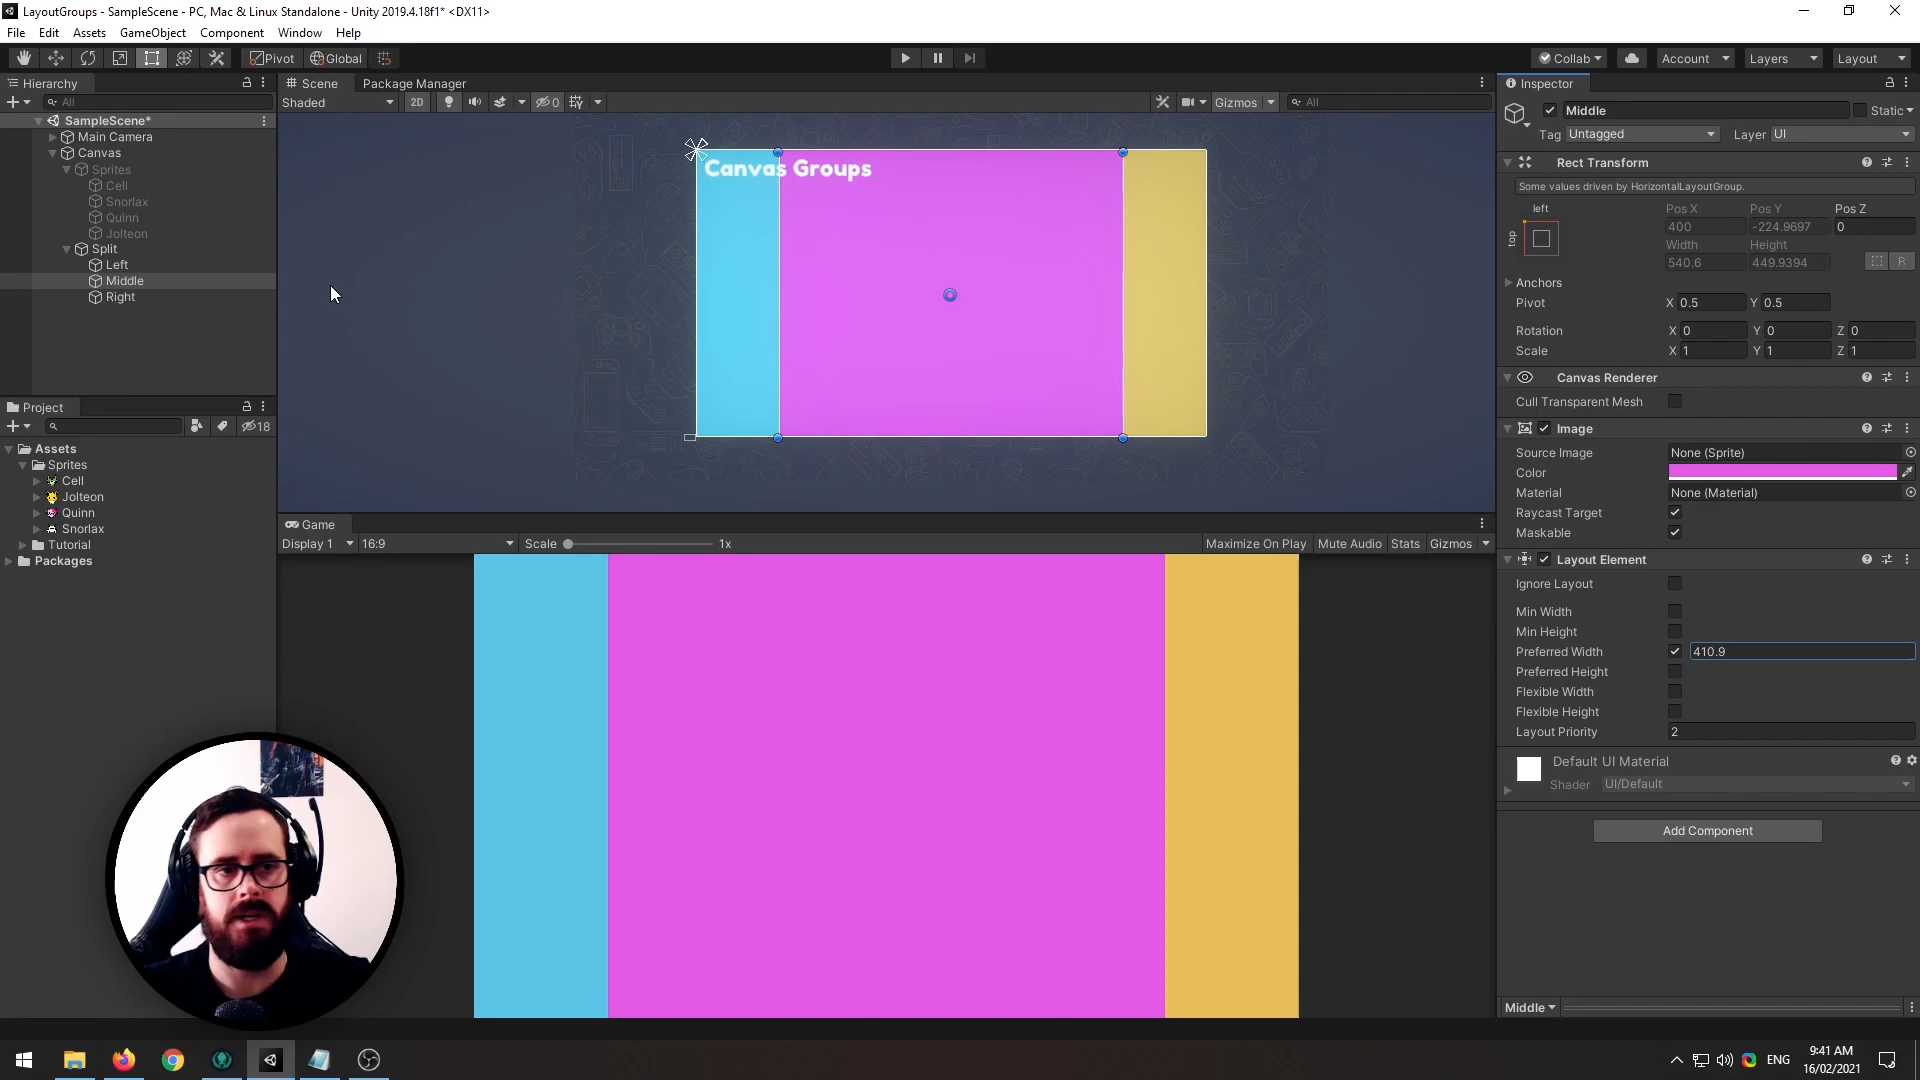 LayoutGroups - SampleScene - PC, Mac & Linux Standalone - Unity 2019.4.18f1* <DX11>
File Edit Assets GameObject Component Window Help
Pivot Global Collab Account Layers Layout
Hierarchy
All
SampleScene*
Main Camera
Canvas
Sprites
Cell
Snorlax
Quinn
Jolteon
Split
Left
Middle
Right
Project
18
Assets
Sprites
Cell
Jolteon
Quinn
Snorlax
Tutorial
Packages
Scene Package Manager
Shaded 2D 0 Gizmos All
Canvas Groups
Game
Display 1 16:9 Scale 1x Maximize On Play Mute Audio Stats Gizmos
Inspector
Middle Static
Tag Untagged Layer UI
Rect Transform
Some values driven by HorizontalLayoutGroup.
left Pos X Pos Y Pos Z
top 400 -224.9697 0
Width Height
540.6 449.9394 R
Anchors
Pivot X 0.5 Y 0.5
Rotation X 0 Y 0 Z 0
Scale X 1 Y 1 Z 1
Canvas Renderer
Cull Transparent Mesh
Image
Source Image None (Sprite)
Color
Material None (Material)
Raycast Target
Maskable
Layout Element
Ignore Layout
Min Width
Min Height
Preferred Width 410.9
Preferred Height
Flexible Width
Flexible Height
Layout Priority 2
Default UI Material
Shader UI/Default
Add Component
Middle
ENG 9:41 AM
16/02/2021